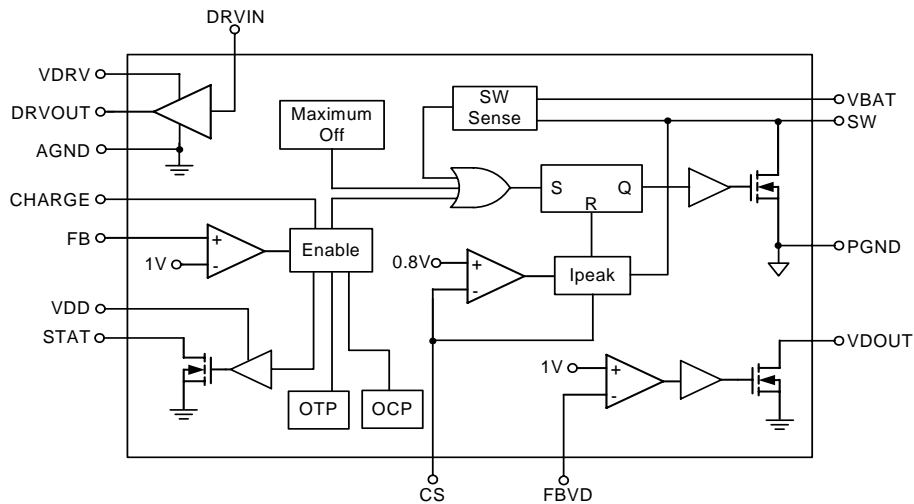 DRVIN
VDRV
DRVOUT
AGND
CHARGE
FB
1V
+
-
VDD
STAT
Maximum
Off
Enable
OTP
OCP
SW
Sense
VBAT
SW
S
Q
R
0.8V
+
-
Ipeak
PGND
1V
+
-
VDOUT
CS
FBVD